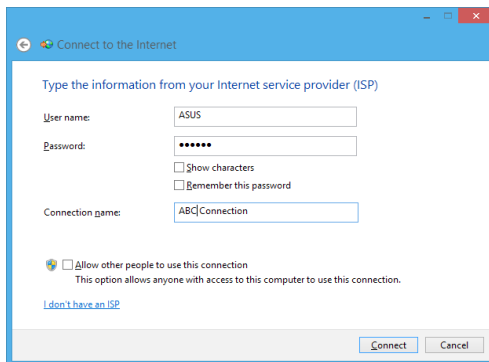 Connect to the Internet
Type the information from your Internet service provider (ISP)
User name: ASUS
Password: ••••••
Show characters
Remember this password
Connection name: ABC Connection
Allow other people to use this connection
This option allows anyone with access to this computer to use this connection.
I don't have an ISP
Connect Cancel